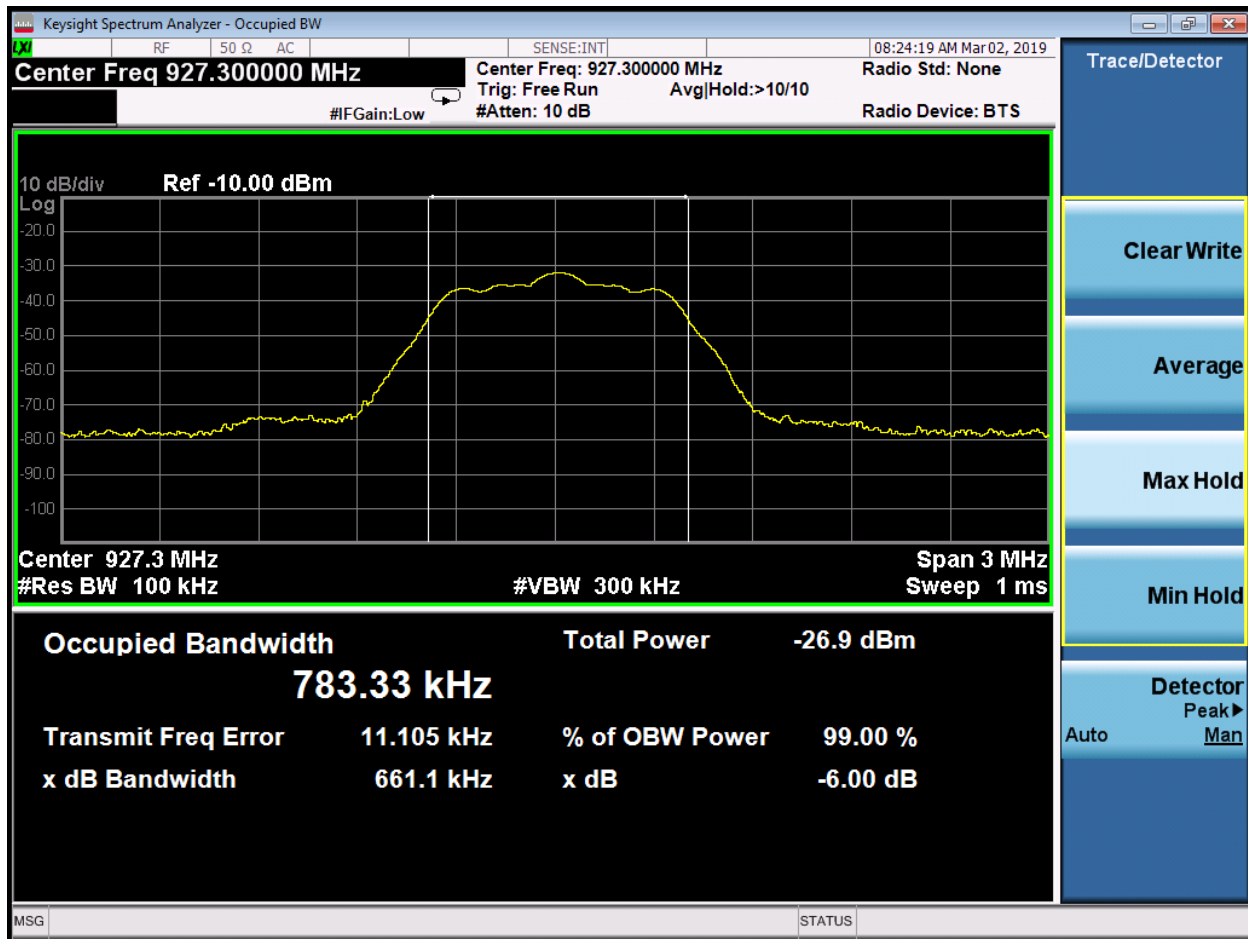 Keysight Spectrum Analyzer - Occupied BW
LXI RF 50 Ω AC SENSE:INT 08:24:19 AM Mar 02, 2019
Center Freq 927.300000 MHz
Center Freq: 927.300000 MHz Radio Std: None
Trig: Free Run Avg|Hold:>10/10
#IFGain:Low #Atten: 10 dB Radio Device: BTS
10 dB/div Ref -10.00 dBm
Log
-20.0
-30.0
-40.0
-50.0
-60.0
-70.0
-80.0
-90.0
-100
Center 927.3 MHz Span 3 MHz
#Res BW 100 kHz #VBW 300 kHz Sweep 1 ms
Occupied Bandwidth Total Power -26.9 dBm
783.33 kHz
Transmit Freq Error 11.105 kHz % of OBW Power 99.00 %
x dB Bandwidth 661.1 kHz x dB -6.00 dB
Trace/Detector
Clear Write
Average
Max Hold
Min Hold
Detector
Peak▶
Auto Man
MSG STATUS